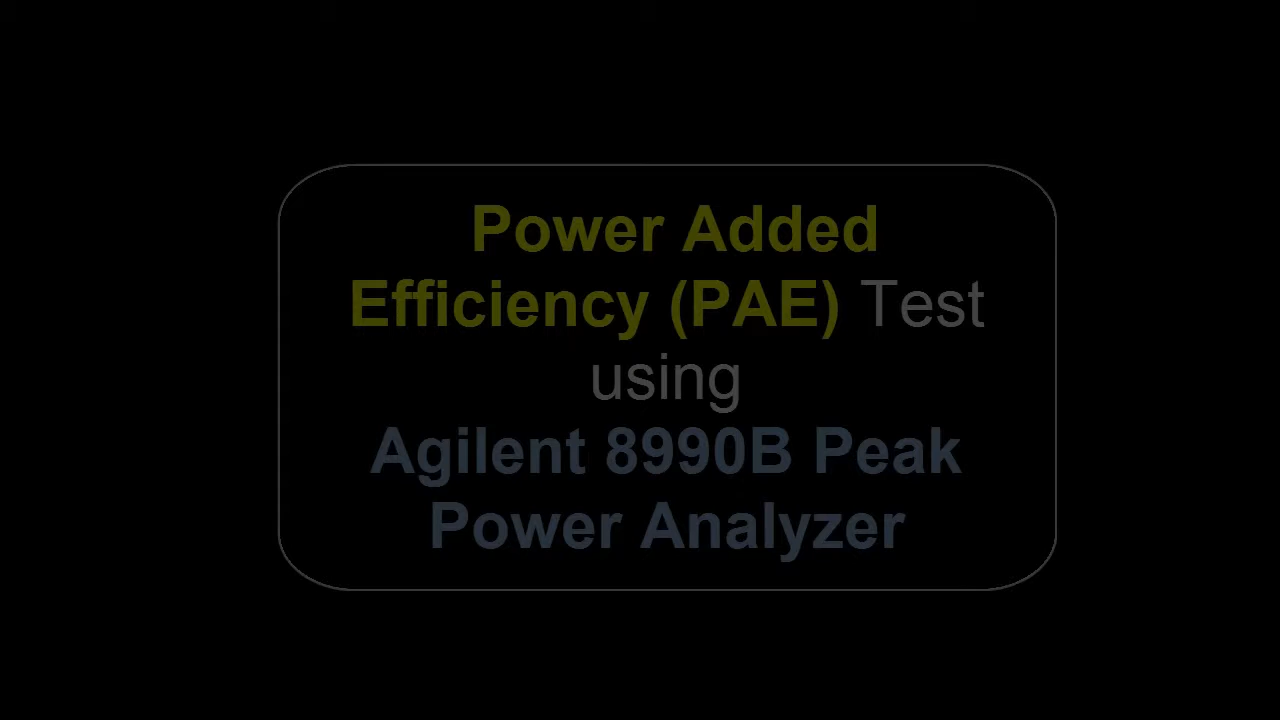 Power Added
Efficiency (PAE) Test
using
Agilent 8990B Peak
Power Analyzer